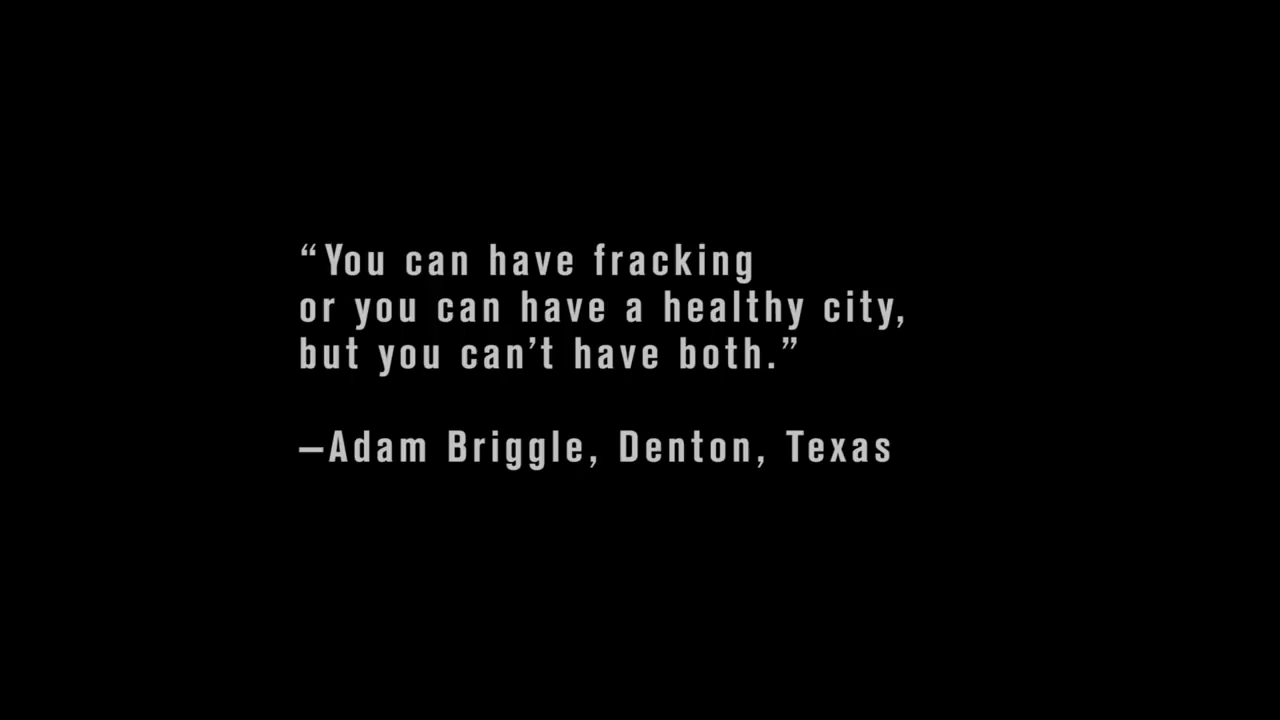 “You can have fracking
or you can have a healthy city,
but you can’t have both.”
—Adam Briggle, Denton, Texas